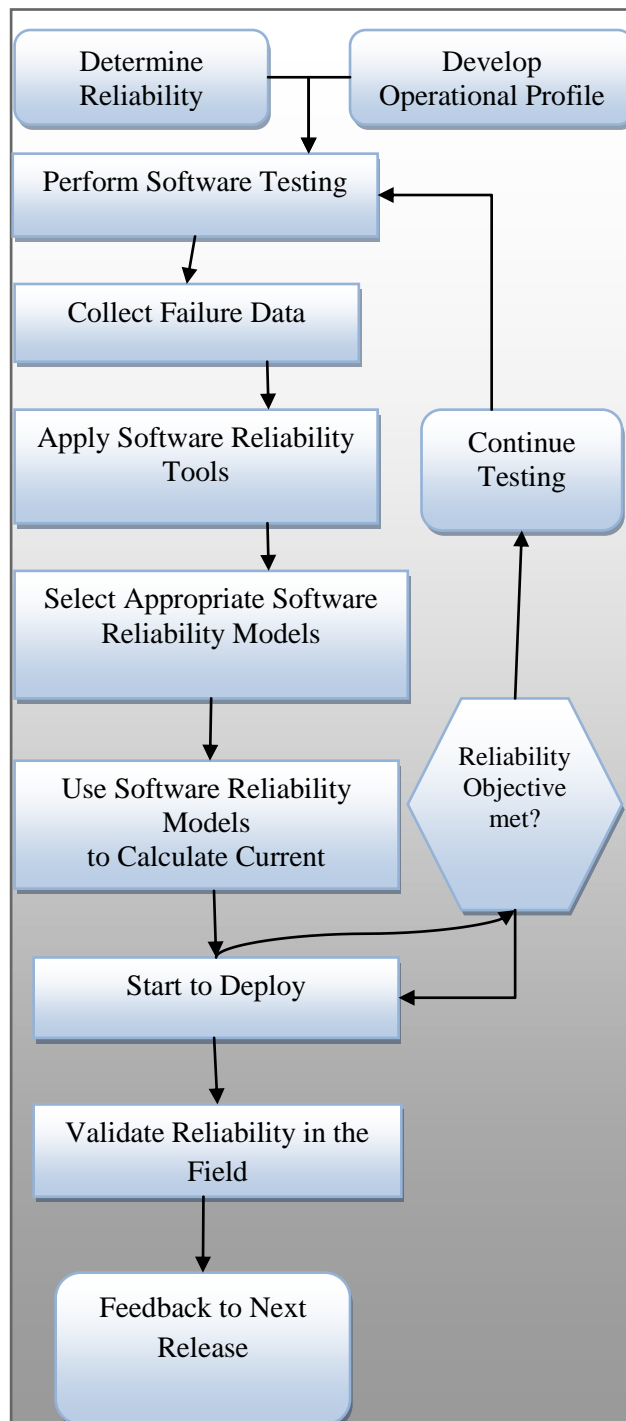 Determine
Reliability
Develop
Operational Profile
Perform Software Testing
Collect Failure Data
Apply Software Reliability
Tools
Continue
Testing
Select Appropriate Software
Reliability Models
Reliability
Objective
met?
Use Software Reliability
Models
to Calculate Current
Start to Deploy
Validate Reliability in the
Field
Feedback to Next
Release